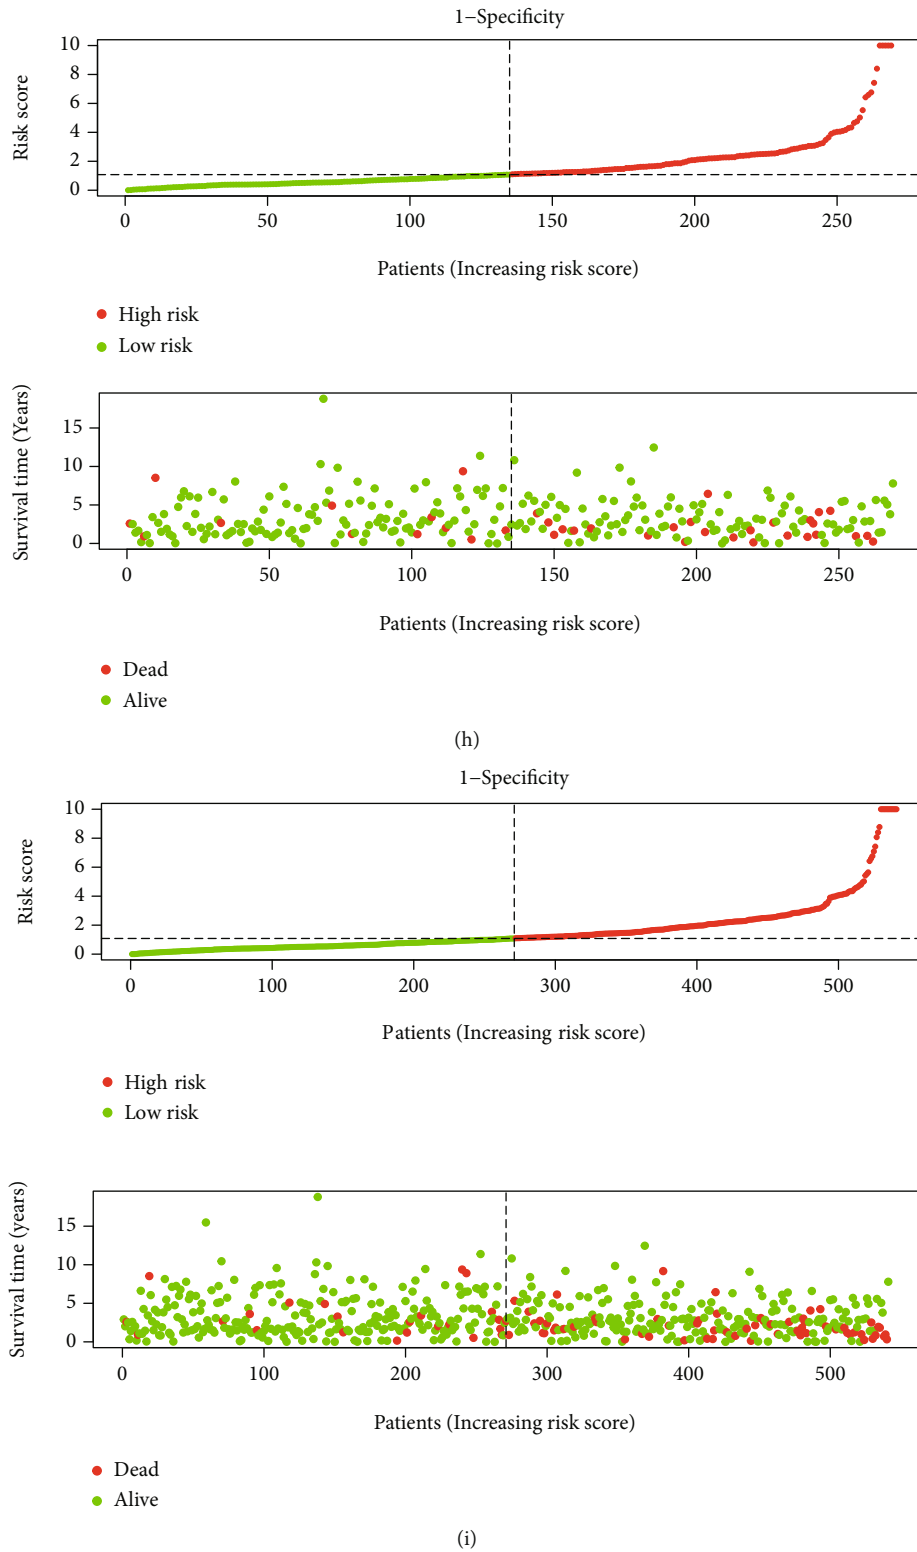 1−Specificity
Risk score
10
8
6
4
2
0
0 50 100 150 200 250
Patients (Increasing risk score)
High risk
Low risk
Survival time (Years)
15
10
5
0
0 50 100 150 200 250
Patients (Increasing risk score)
Dead
Alive
(h)
1−Specificity
Risk score
10
8
6
4
2
0
0 100 200 300 400 500
Patients (Increasing risk score)
High risk
Low risk
Survival time (years)
15
10
5
0
0 100 200 300 400 500
Patients (Increasing risk score)
Dead
Alive
(i)